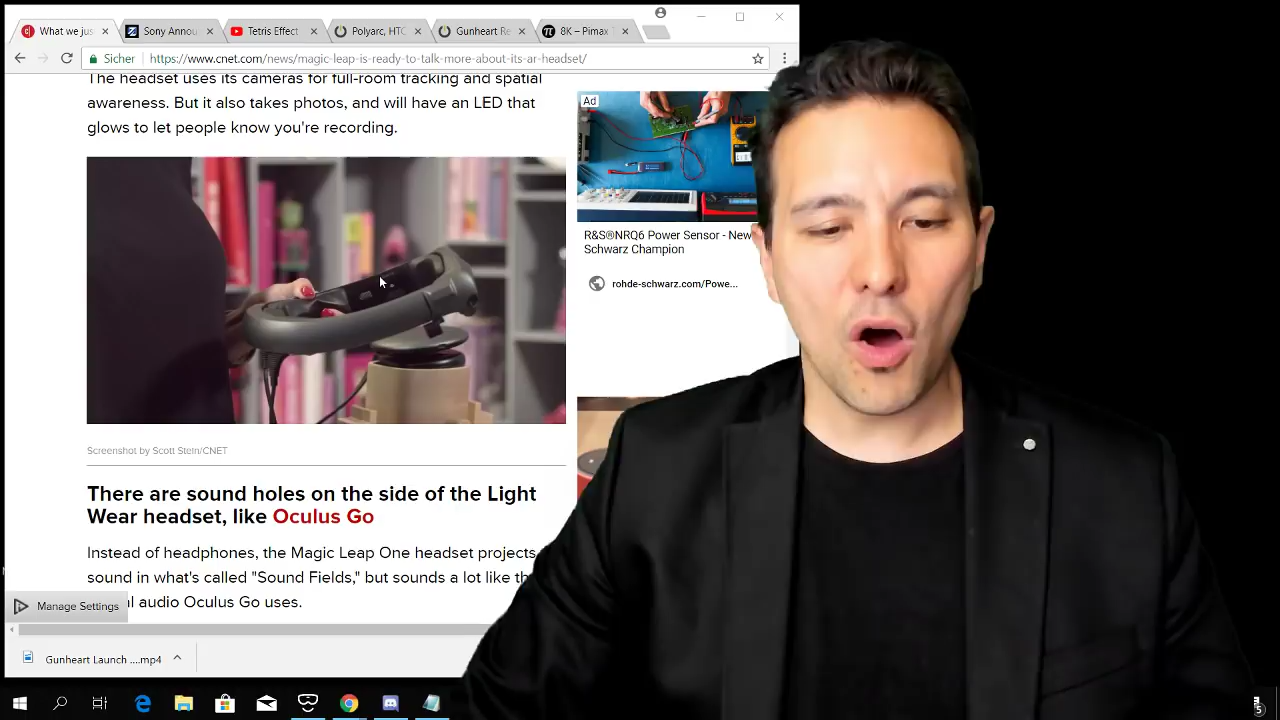 What we jus
Sony Annou
Tetris Effect
Polyarc, HTC
Gunheart Re
8K – Pimax T
Sicher
https://www.cnet.com/news/magic-leap-is-ready-to-talk-more-about-its-ar-headset/
The headset uses its cameras for full-room tracking and spatial
awareness. But it also takes photos, and will have an LED that
glows to let people know you're recording.
Screenshot by Scott Stein/CNET
There are sound holes on the side of the Light
Wear headset, like Oculus Go
Instead of headphones, the Magic Leap One headset projects
sound in what's called "Sound Fields," but sounds a lot like
audio Oculus Go uses.
Ad
R&S®NRQ6 Power Sensor - New
Schwarz Champion
rohde-schwarz.com/Powe...
Manage Settings
Gunheart Launch ....mp4